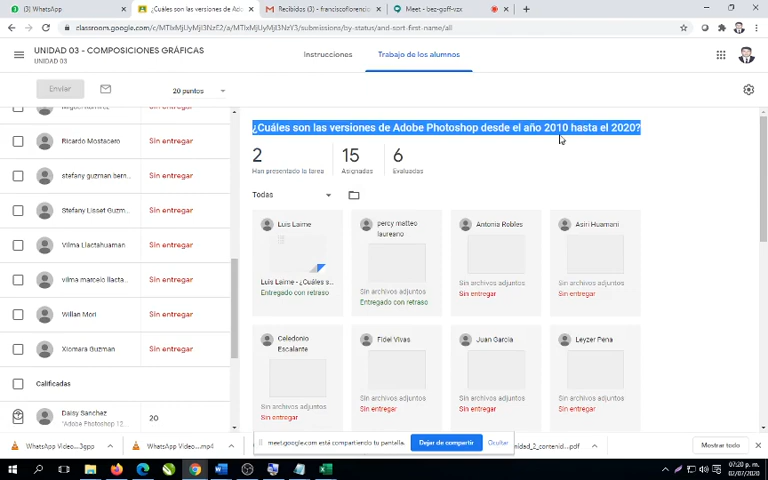 WhatsApp
¿Cuáles son las versiones de Ado
Recibidos (3) - franciscoflorencio
Meet - bez-goff-vzx
classroom.google.com/c/
submissions/by-status/and-sort-first-name/all
UNIDAD 03 - COMPOSICIONES GRÁFICAS
UNIDAD 03
Instrucciones
Trabajo de los alumnos
Enviar
20 puntos
Ricardo Mostacero
Sin entregar
stefany guzman bern...
Sin entregar
Stefany Lisset Guzm...
Sin entregar
Vilma Llactahuaman
Sin entregar
vilma marcelo llacta...
Sin entregar
Willan Mori
Sin entregar
Xiomara Guzman
Sin entregar
Calificadas
Daisy Sanchez
"Adobe Photoshop 12...
20
¿Cuáles son las versiones de Adobe Photoshop desde el año 2010 hasta el 2020?
2
15
6
Han presentado la tarea
Asignadas
Evaluadas
Todas
Luis Laime
Luis Laime - ¿Cuáles s...
Entregado con retraso
percy matteo
laureano
Sin archivos adjuntos
Entregado con retraso
Antonia Robles
Sin archivos adjuntos
Sin entregar
Asiri Huamani
Sin archivos adjuntos
Sin entregar
Celedonio
Escalante
Sin archivos adjuntos
Sin entregar
Fidel Vivas
Sin archivos adjuntos
Sin entregar
Juan Garcia
Sin archivos adjuntos
Sin entregar
Leyzer Pena
Sin archivos adjuntos
Sin entregar
meet.google.com está compartiendo tu pantalla.
Dejar de compartir
Ocultar
WhatsApp Video....3gpp
WhatsApp Video....mp4
nidad_2_contenid....pdf
Mostrar todo
07:20 p. m.
02/07/2020